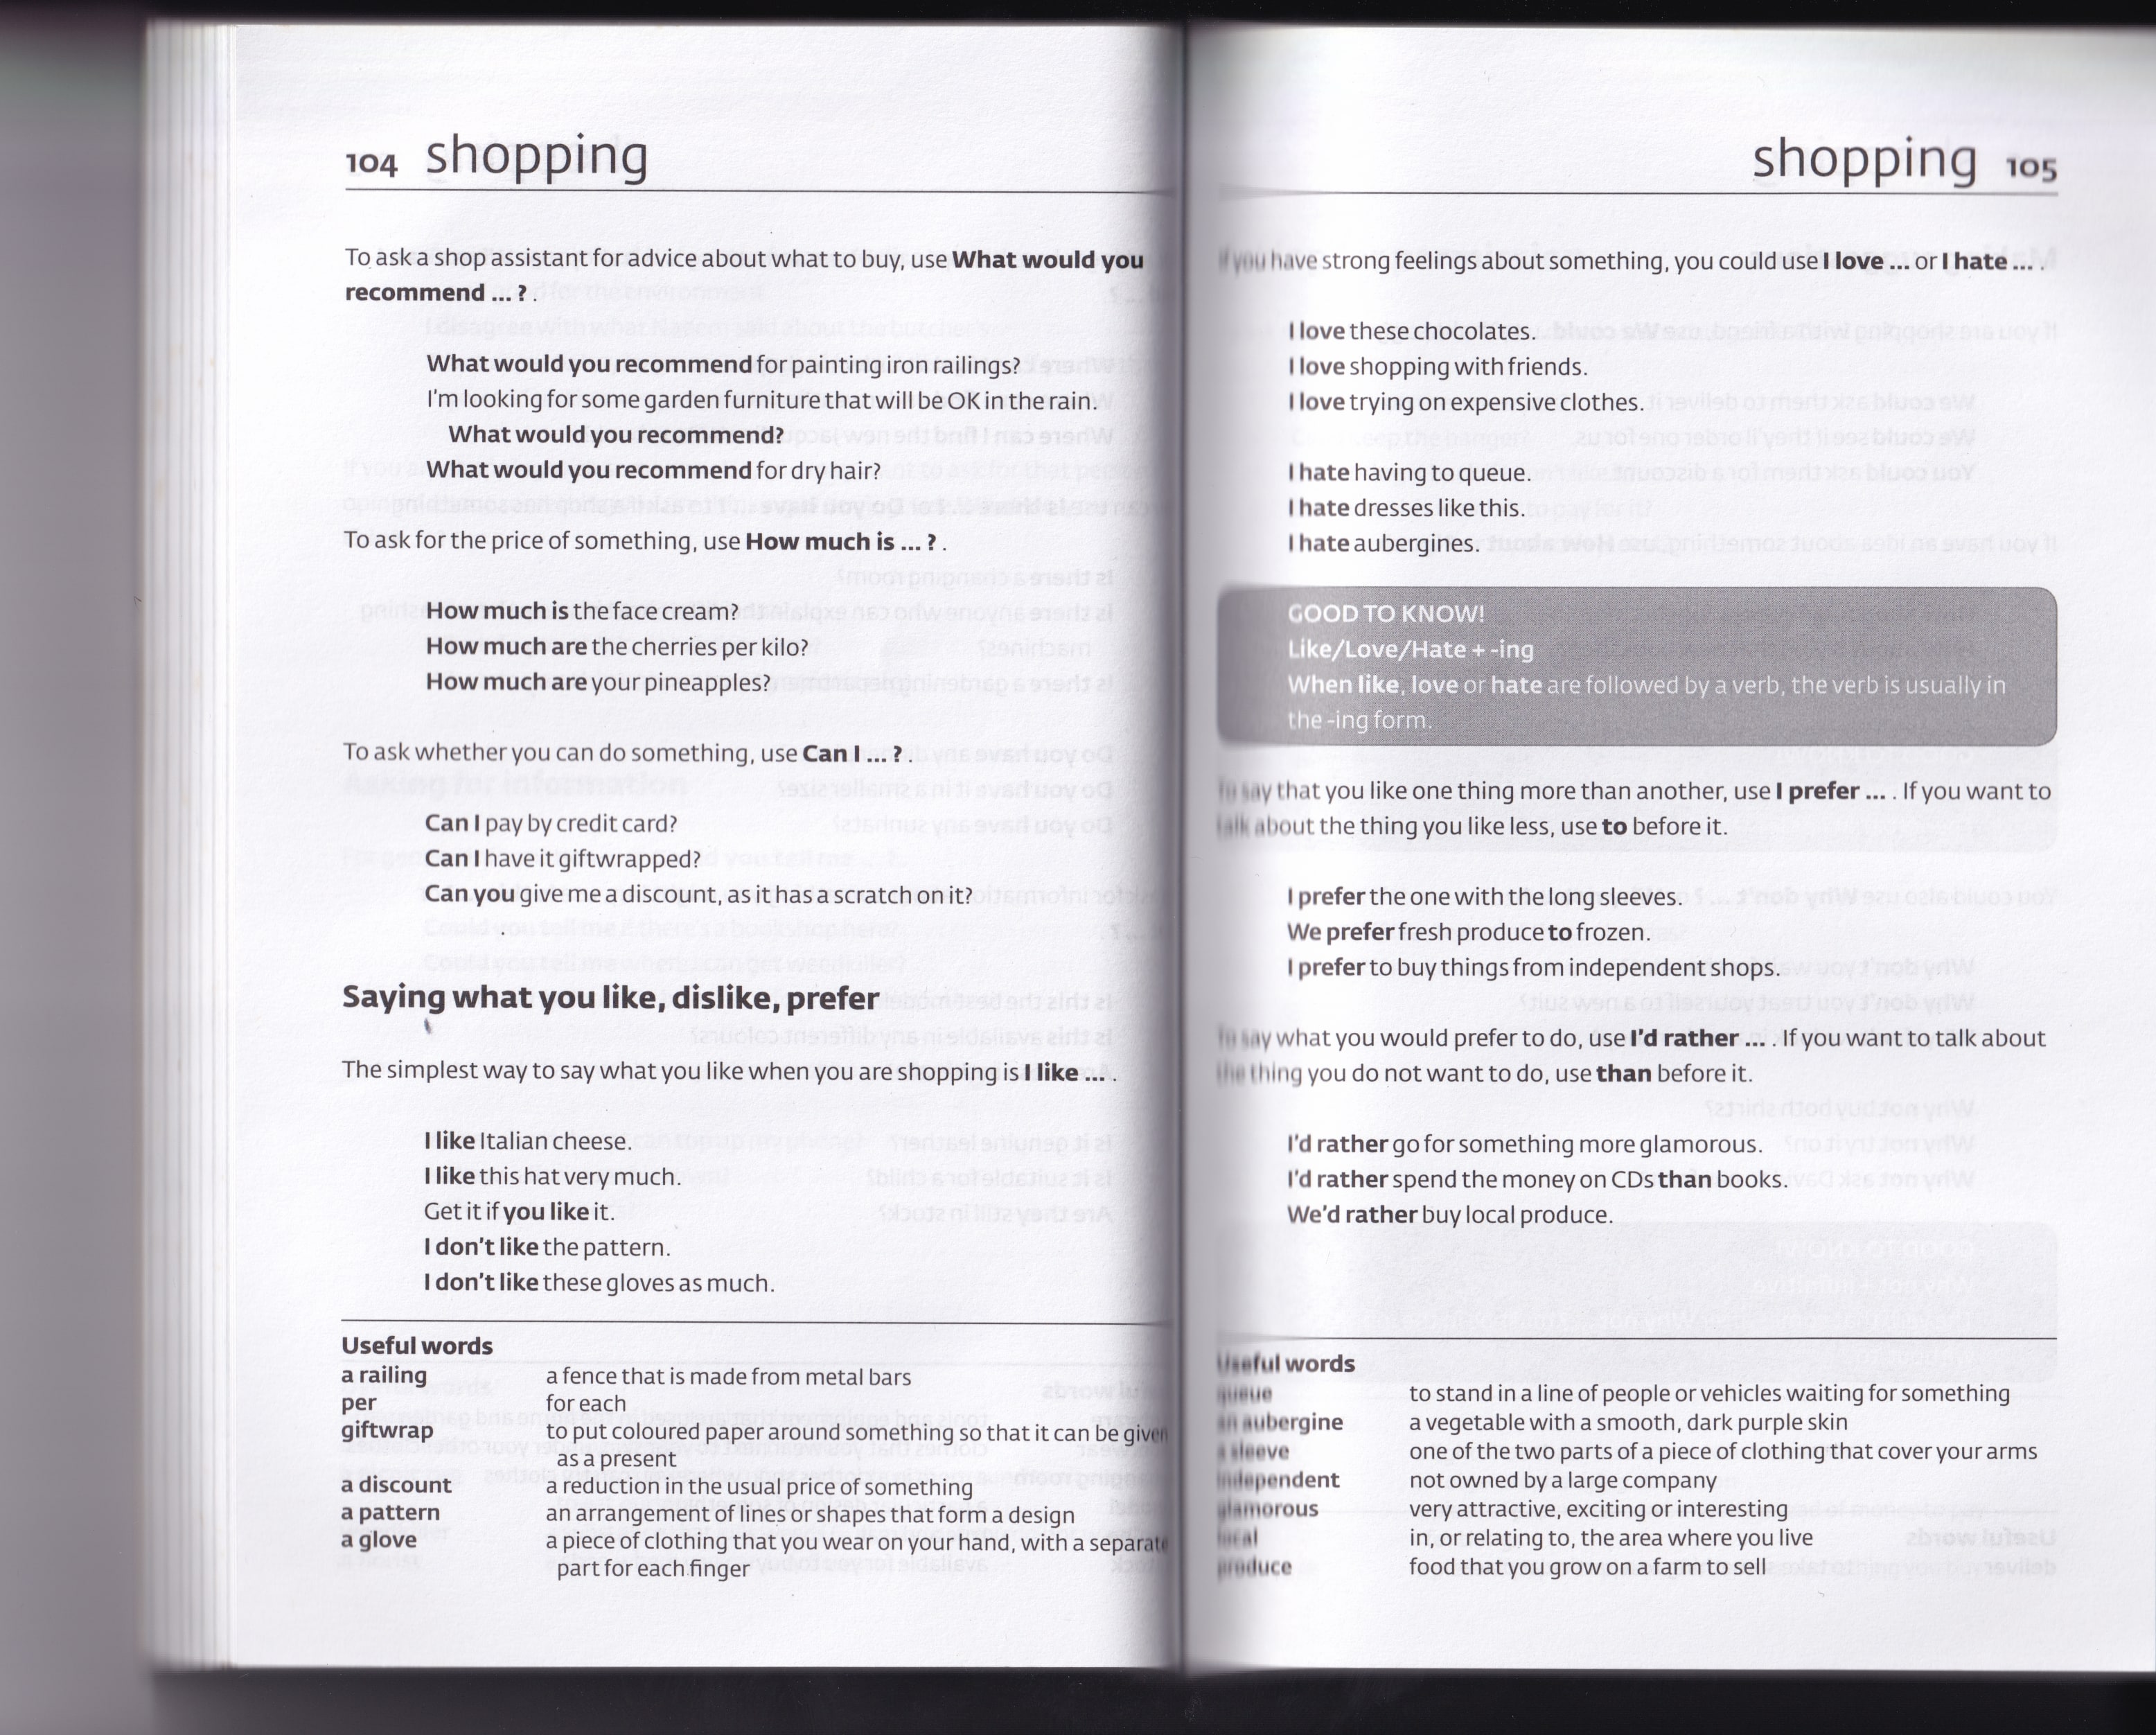 104 shopping
To ask a shop assistant for advice about what to buy, use What would you
recommend ... ? .
What would you recommend for painting iron railings?
I'm looking for some garden furniture that will be OK in the rain.
What would you recommend?
What would you recommend for dry hair?
To ask for the price of something, use How much is ... ? .
How much is the face cream?
How much are the cherries per kilo?
How much are your pineapples?
To ask whether you can do something, use Can I ... ? .
Can I pay by credit card?
Can I have it giftwrapped?
Can you give me a discount, as it has a scratch on it?
Saying what you like, dislike, prefer
The simplest way to say what you like when you are shopping is I like ... .
I like Italian cheese.
I like this hat very much.
Get it if you like it.
I don't like the pattern.
I don't like these gloves as much.
Useful words
a railing a fence that is made from metal bars
per for each
giftwrap to put coloured paper around something so that it can be given
as a present
a discount a reduction in the usual price of something
a pattern an arrangement of lines or shapes that form a design
a glove a piece of clothing that you wear on your hand, with a separate
part for each finger
shopping 105
If you have strong feelings about something, you could use I love ... or I hate ... .
I love these chocolates.
I love shopping with friends.
I love trying on expensive clothes.
I hate having to queue.
I hate dresses like this.
I hate aubergines.
GOOD TO KNOW!
Like/Love/Hate + -ing
When like, love or hate are followed by a verb, the verb is usually in
the -ing form.
To say that you like one thing more than another, use I prefer ... . If you want to
talk about the thing you like less, use to before it.
I prefer the one with the long sleeves.
We prefer fresh produce to frozen.
I prefer to buy things from independent shops.
To say what you would prefer to do, use I'd rather ... . If you want to talk about
the thing you do not want to do, use than before it.
I'd rather go for something more glamorous.
I'd rather spend the money on CDs than books.
We'd rather buy local produce.
Useful words
queue to stand in a line of people or vehicles waiting for something
an aubergine a vegetable with a smooth, dark purple skin
a sleeve one of the two parts of a piece of clothing that cover your arms
independent not owned by a large company
glamorous very attractive, exciting or interesting
local in, or relating to, the area where you live
produce food that you grow on a farm to sell